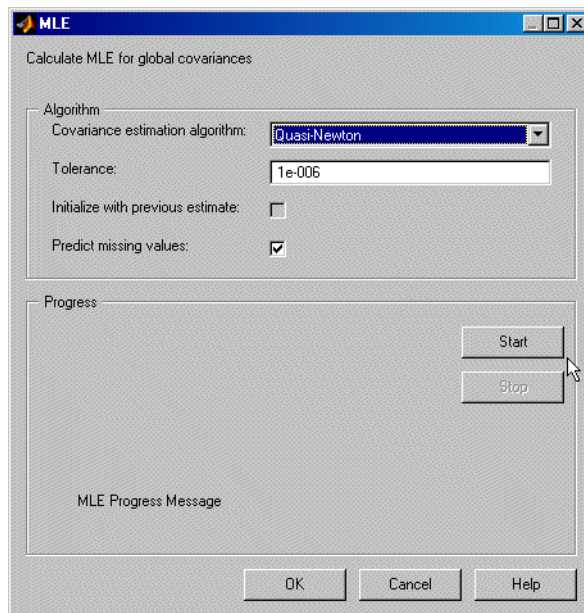 MLE
Calculate MLE for global covariances
Algorithm
Covariance estimation algorithm: Quasi-Newton
Tolerance: 1e-006
Initialize with previous estimate:
Predict missing values:
Progress
Start
Stop
MLE Progress Message
OK Cancel Help